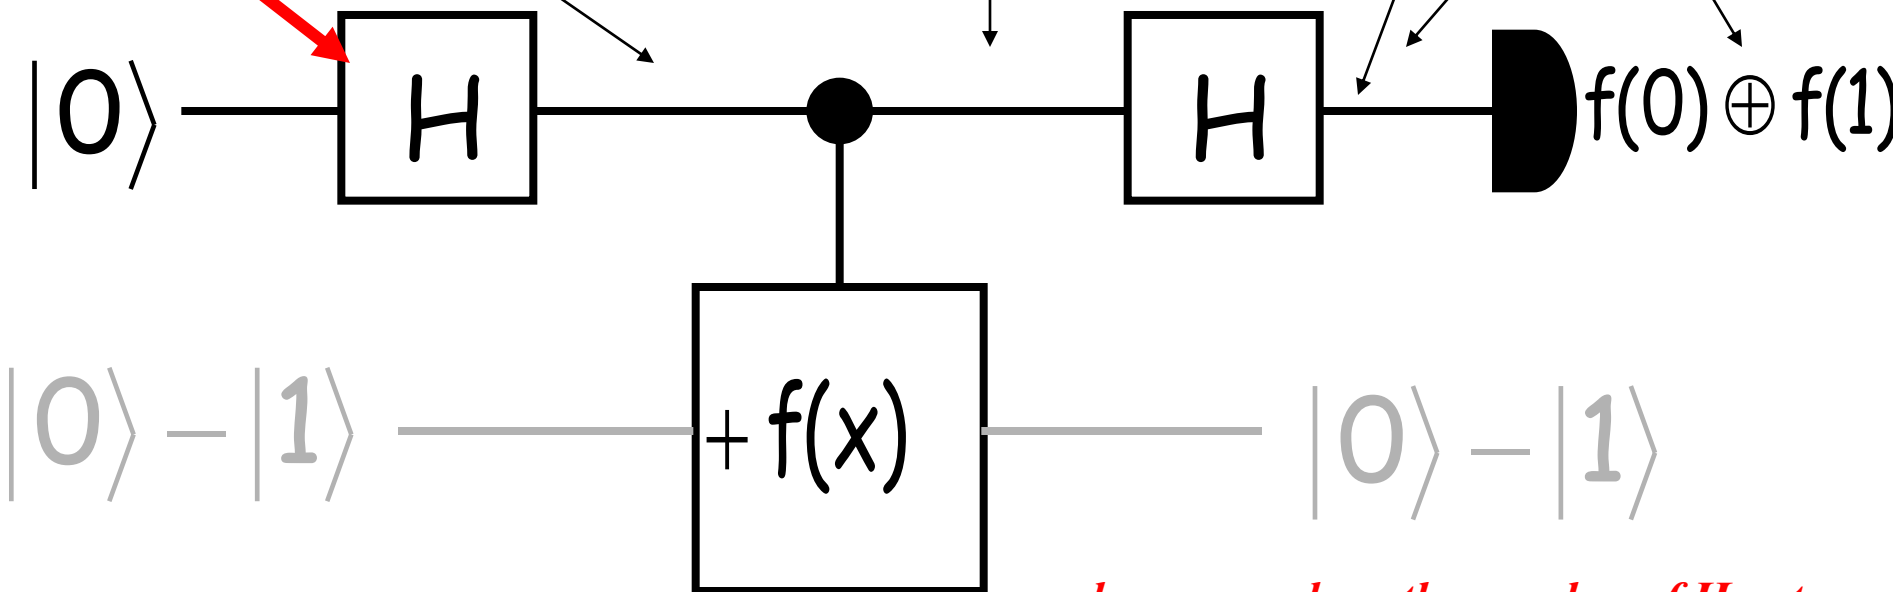 |0⟩ H H f(0) ⊕ f(1)
|0⟩ − |1⟩ + f(x) |0⟩ − |1⟩